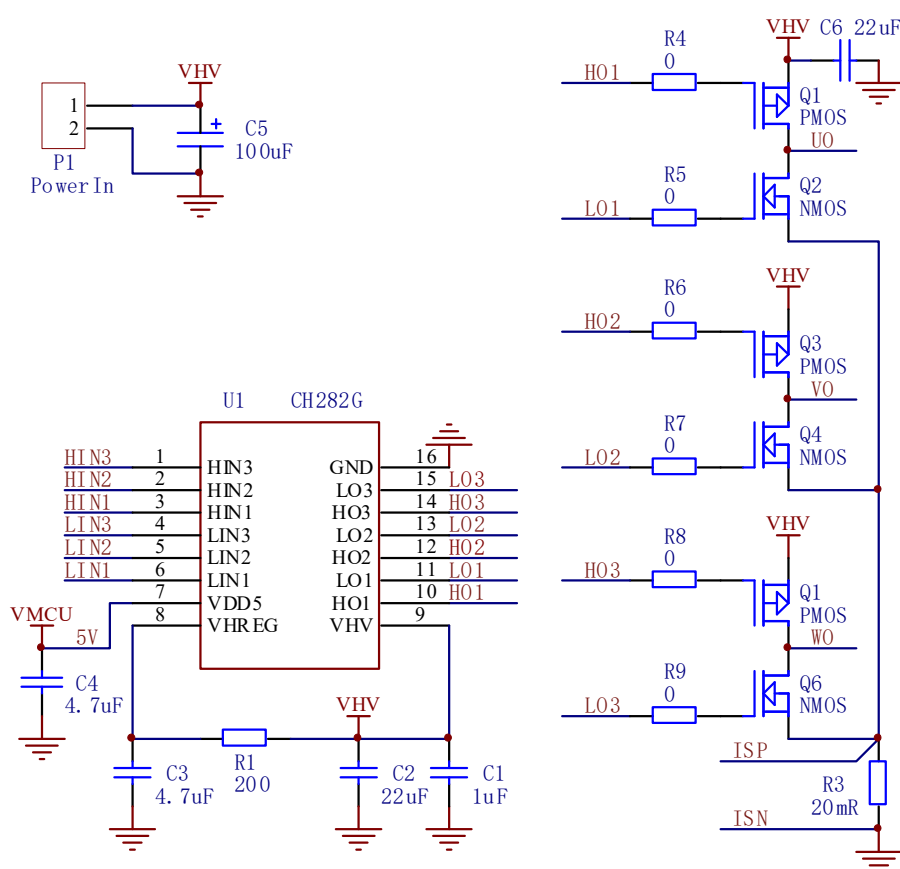 VHV
1
2
P1
PowerIn
+
C5
100uF
VHV
C6 22uF
R4
0
HO1
Q1
PMOS
UO
R5
0
LO1
Q2
NMOS
VHV
R6
0
HO2
Q3
PMOS
VO
R7
0
LO2
Q4
NMOS
VHV
R8
0
HO3
Q1
PMOS
WO
R9
0
LO3
Q6
NMOS
ISP
R3
20mR
ISN
U1 CH282G
HIN3 1 HIN3 GND 16
HIN2 2 HIN2 LO3 15 LO3
HIN1 3 HIN1 HO3 14 HO3
LIN3 4 LIN3 LO2 13 LO2
LIN2 5 LIN2 HO2 12 HO2
LIN1 6 LIN1 LO1 11 LO1
7 VDD5 HO1 10 HO1
8 VHREG VHV 9
VMCU
5V
C4
4.7uF
VHV
R1
200
C3
4.7uF
C2
22uF
C1
1uF